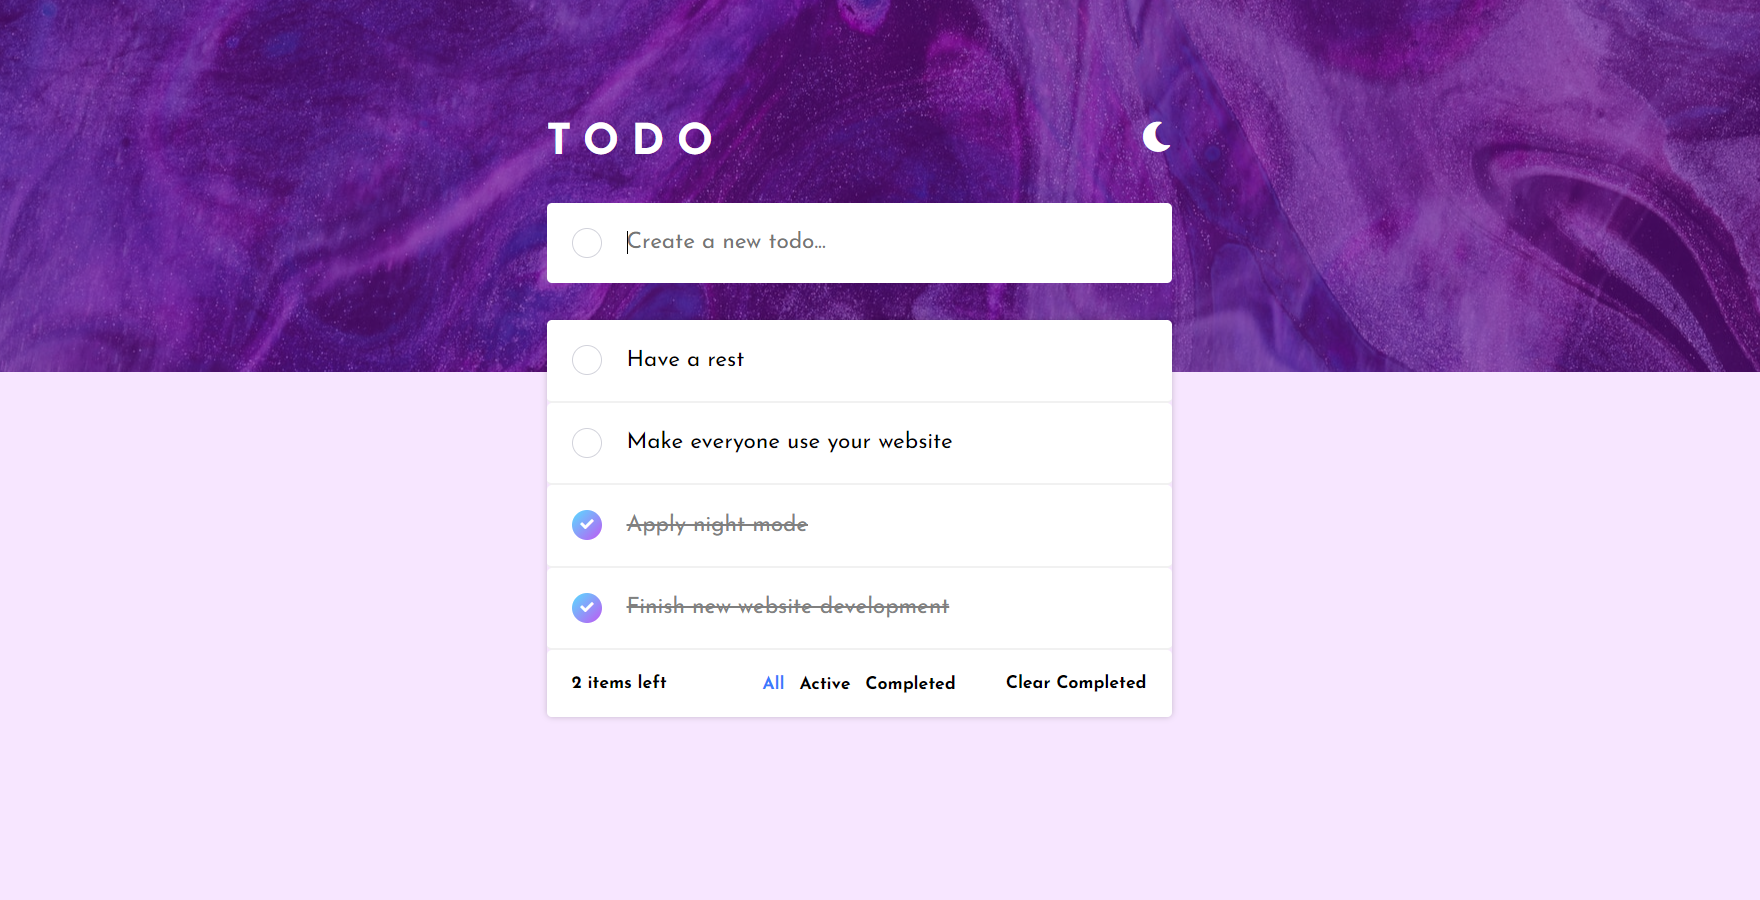 TODO
Create a new todo...
Have a rest
Make everyone use your website
Apply night mode
Finish new website development
2 items left All Active Completed Clear Completed